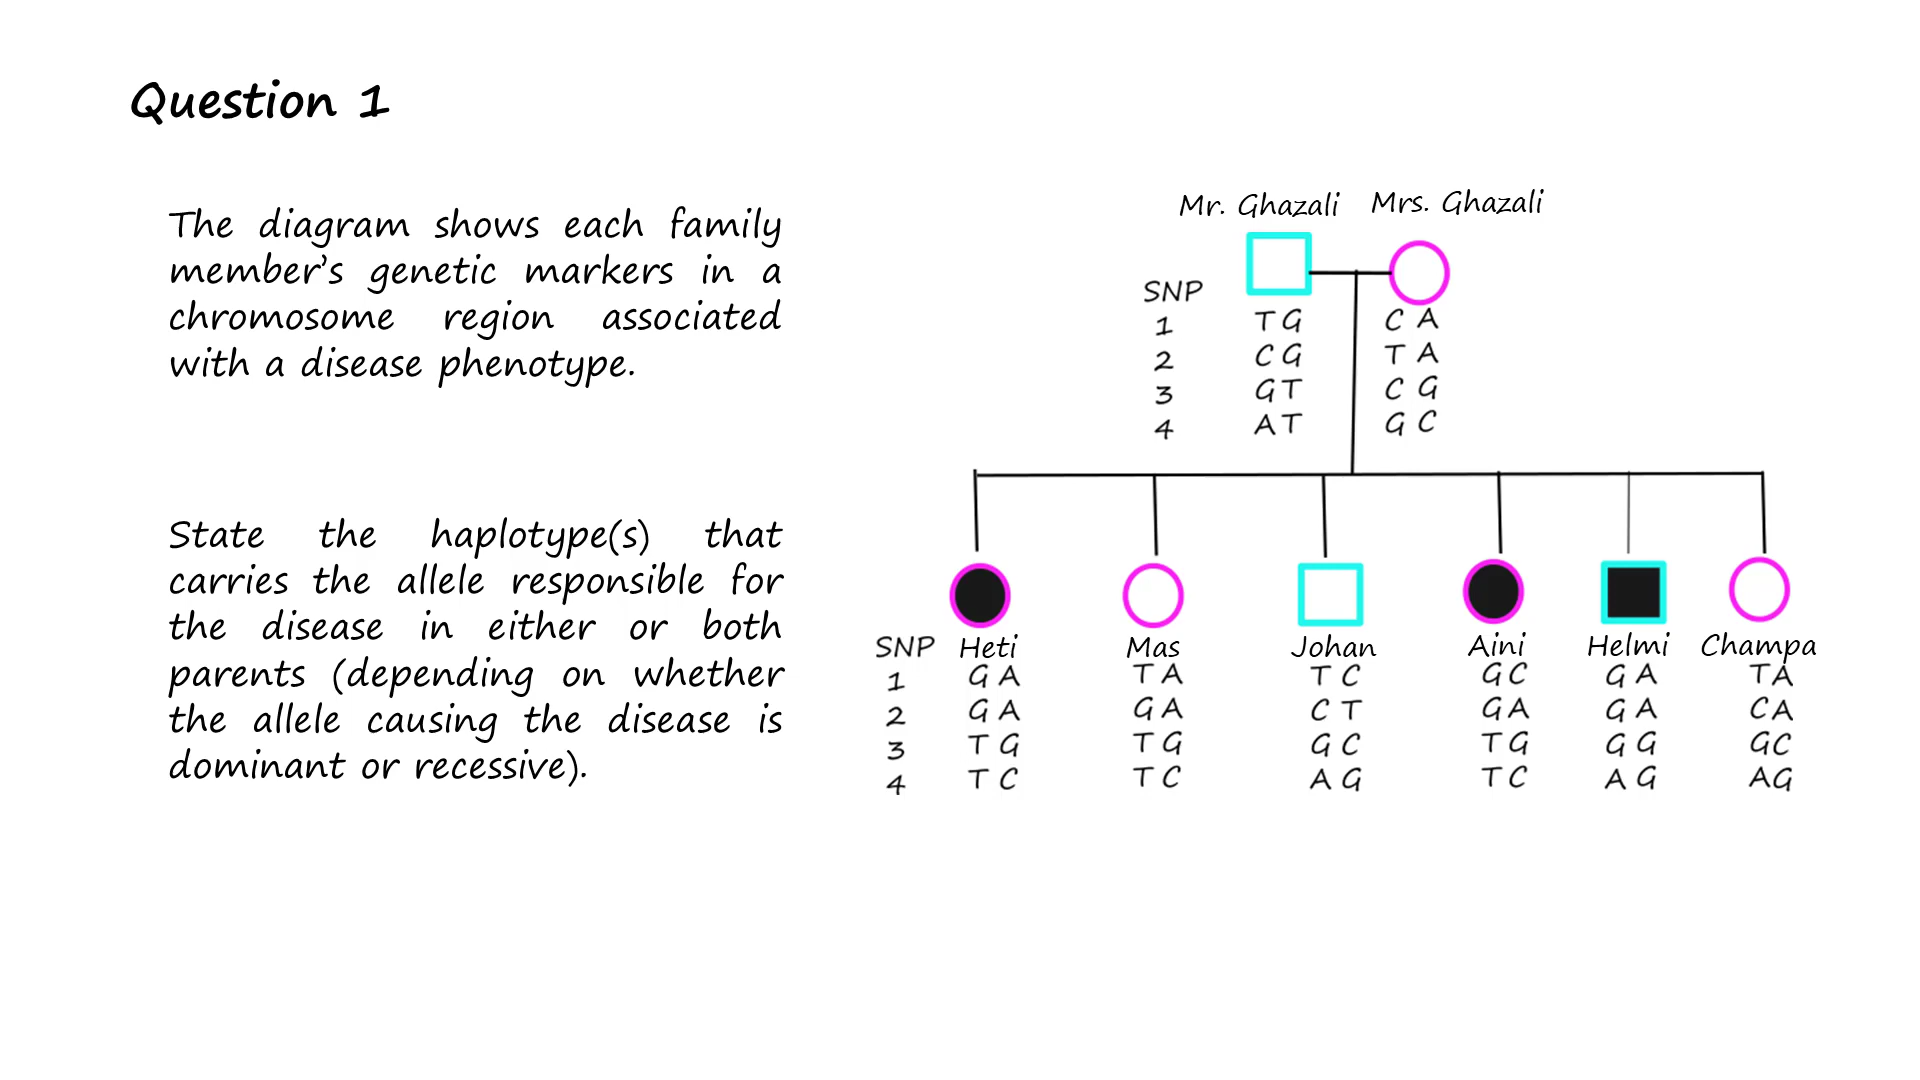 Question 1
The diagram shows each family
member's genetic markers in a
chromosome region associated
with a disease phenotype.
State the haplotype(s) that
carries the allele responsible for
the disease in either or both
parents (depending on whether
the allele causing the disease is
dominant or recessive).
Mr. Ghazali Mrs. Ghazali
SNP
1 T G C A
2 C G T A
3 G T C G
4 A T G C
SNP Heti Mas Johan Aini Helmi Champa
1 G A T A T C G C G A T A
2 G A G A C T G A G A C A
3 T G T G G C T G G G G C
4 T C T C A G T C A G A G